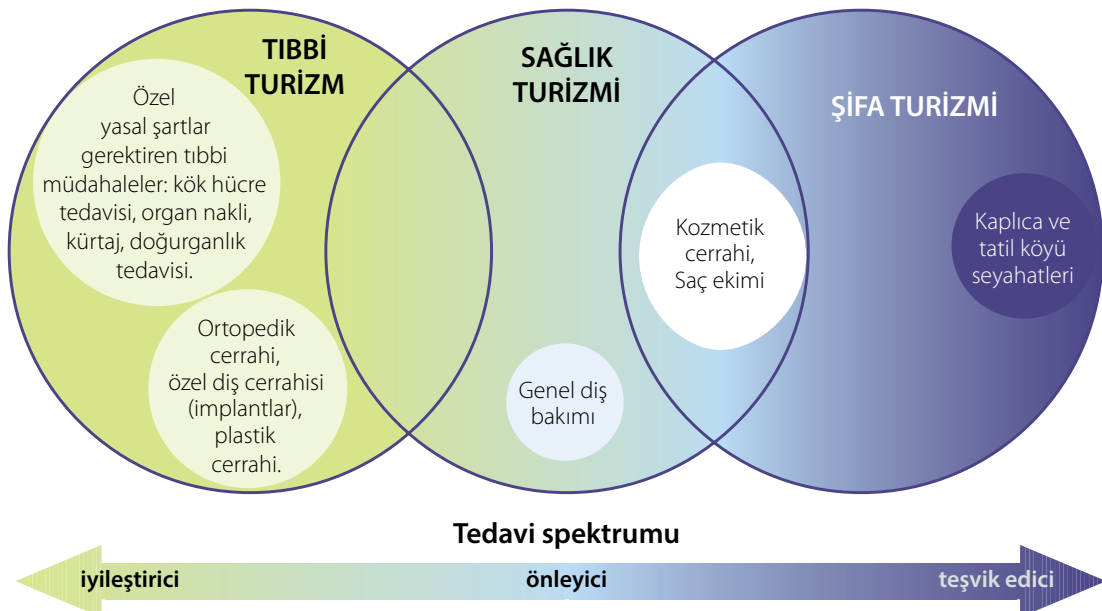 TIBBİ
TURİZM
Özel
yasal şartlar
gerektiren tıbbi
müdahaleler: kök hücre
tedavisi, organ nakli,
kürtaj, doğurganlık
tedavisi.
Ortopedik
cerrahi,
özel diş cerrahisi
(implantlar),
plastik
cerrahi.
SAĞLIK
TURİZMİ
Genel diş
bakımı
Kozmetik
cerrahi,
Saç ekimi
ŞİFA TURİZMİ
Kaplıca ve
tatil köyü
seyahatleri
Tedavi spektrumu
iyileştirici
önleyici
teşvik edici